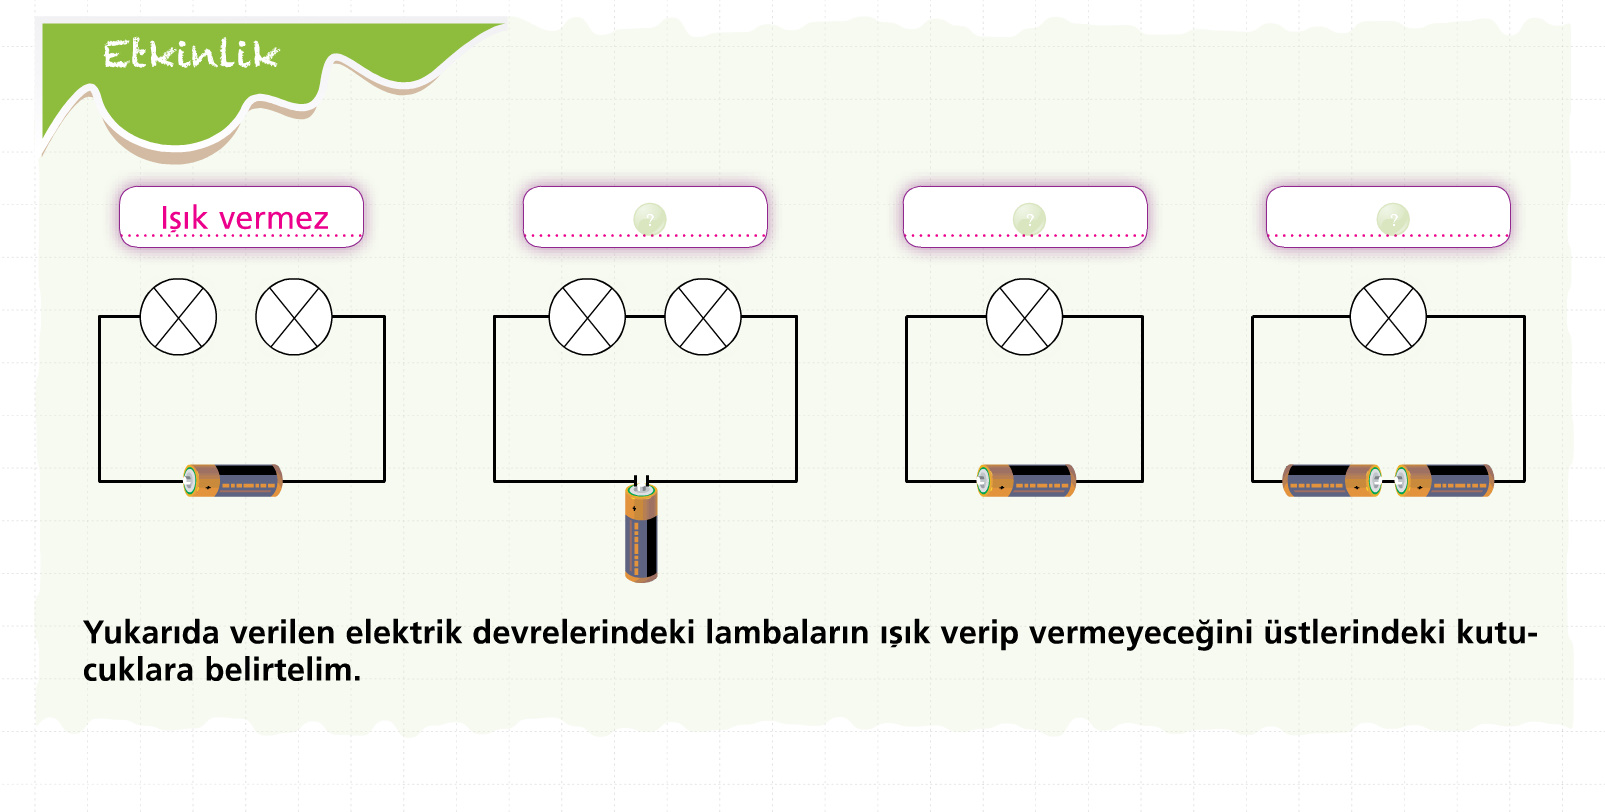 Etkinlik
Işık vermez
?
?
?
Yukarıda verilen elektrik devrelerindeki lambaların ışık verip vermeyeceğini üstlerindeki kutu-
cuklara belirtelim.